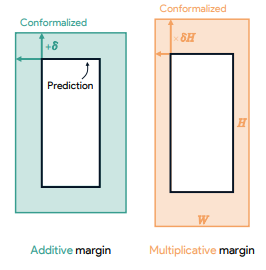 Conformalized
+δ
Prediction
Additive margin
Conformalized
×δH
H
W
Multiplicative margin